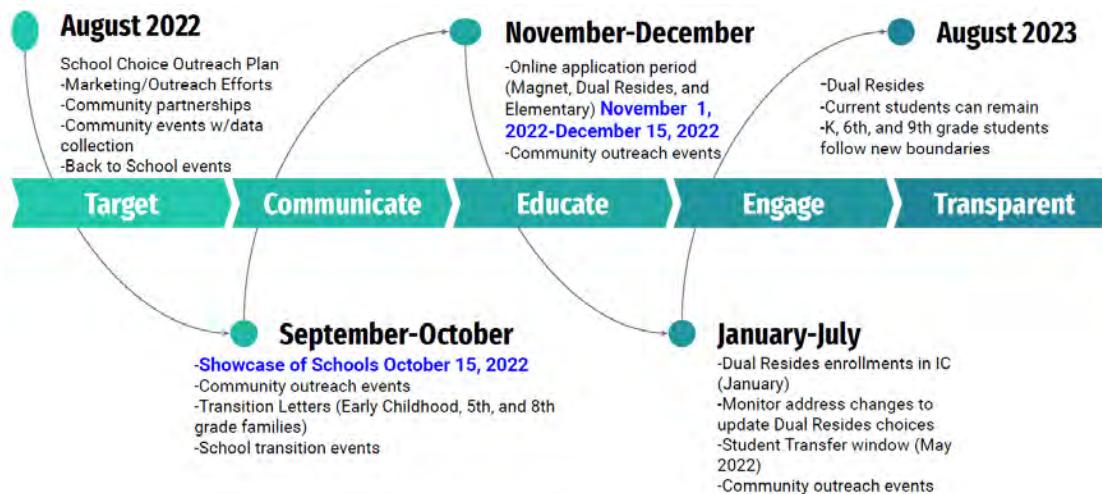 August 2022
School Choice Outreach Plan
-Marketing/Outreach Efforts
-Community partnerships
-Community events w/data
collection
-Back to School events
November-December
-Online application period
(Magnet, Dual Resides, and
Elementary) November 1,
2022-December 15, 2022
-Community outreach events
August 2023
-Dual Resides
-Current students can remain
-K, 6th, and 9th grade students
follow new boundaries
Target
Communicate
Educate
Engage
Transparent
September-October
-Showcase of Schools October 15, 2022
-Community outreach events
-Transition Letters (Early Childhood, 5th, and 8th
grade families)
-School transition events
January-July
-Dual Resides enrollments in IC
(January)
-Monitor address changes to
update Dual Resides choices
-Student Transfer window (May
2022)
-Community outreach events